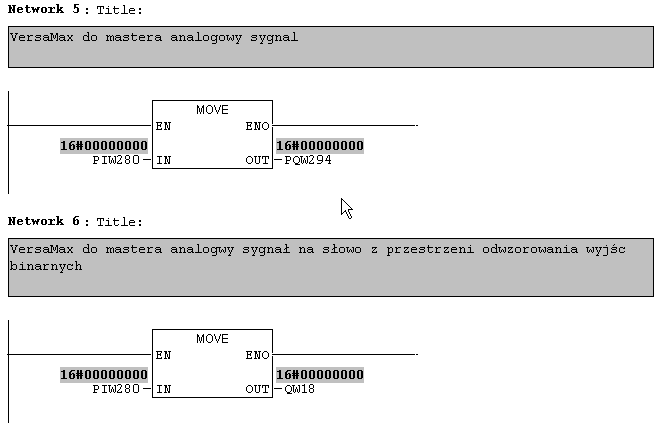 Network 5 : Title:
VersaMax do mastera analogowy sygnal
MOVE
EN ENO
16#00000000 16#00000000
PIW280 IN OUT PQW294
Network 6 : Title:
VersaMax do mastera analogwy sygnał na słowo z przestrzeni odwzorowania wyjśc
binarnych
MOVE
EN ENO
16#00000000 16#00000000
PIW280 IN OUT QW18